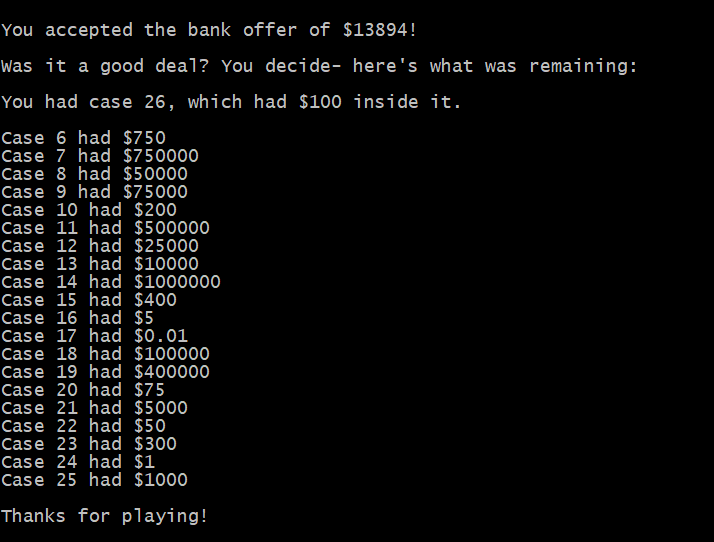 You accepted the bank offer of $13894!
Was it a good deal? You decide- here's what was remaining:
You had case 26, which had $100 inside it.
Case 6 had $750
Case 7 had $750000
Case 8 had $50000
Case 9 had $75000
Case 10 had $200
Case 11 had $500000
Case 12 had $25000
Case 13 had $10000
Case 14 had $1000000
Case 15 had $400
Case 16 had $5
Case 17 had $0.01
Case 18 had $100000
Case 19 had $400000
Case 20 had $75
Case 21 had $5000
Case 22 had $50
Case 23 had $300
Case 24 had $1
Case 25 had $1000
Thanks for playing!